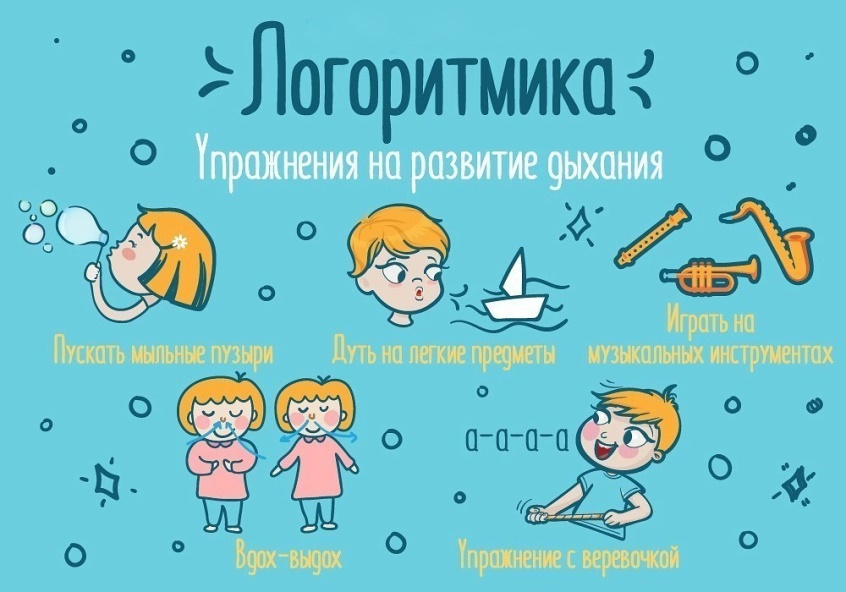 Логоритмика
Упражнения на развитие дыхания
Пускать мыльные пузыри
Дуть на легкие предметы
Играть на
музыкальных инструментах
а-а-а-а
Вдох-выдох
Упражнение с веревочкой